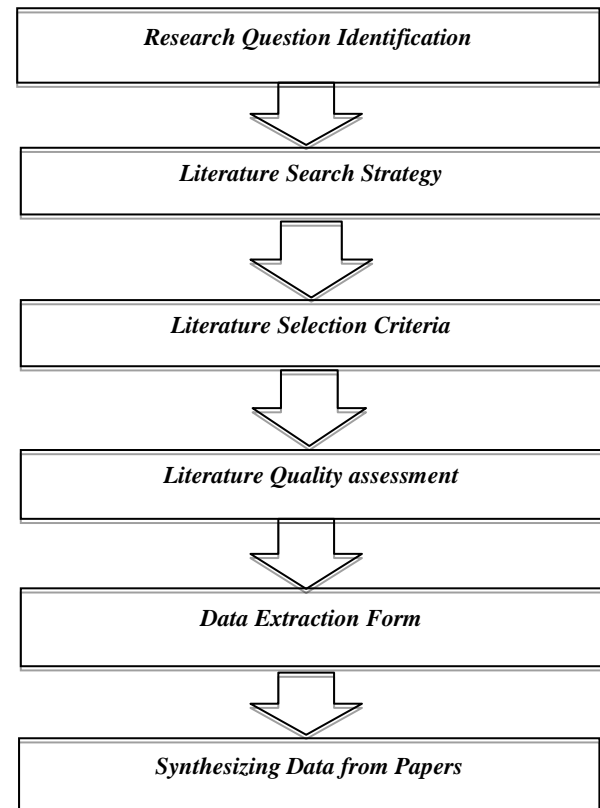 Research Question Identification
Literature Search Strategy
Literature Selection Criteria
Literature Quality assessment
Data Extraction Form
Synthesizing Data from Papers